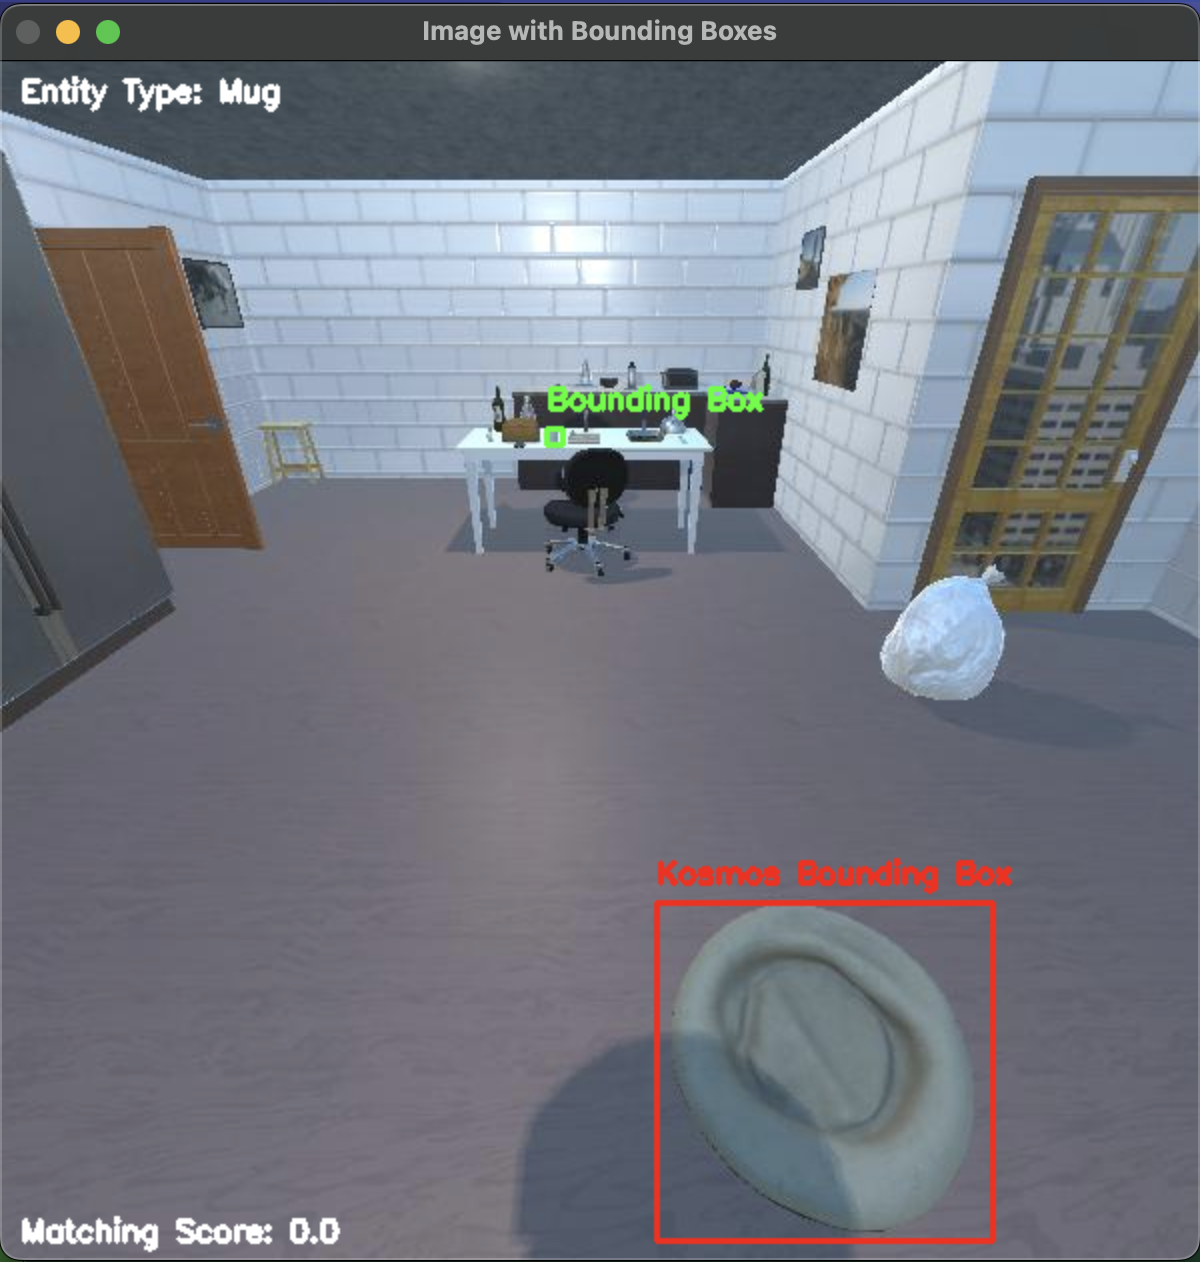 Image with Bounding Boxes
Entity Type: Mug
Bounding Box
Kosmos Bounding Box
Matching Score: 0.0